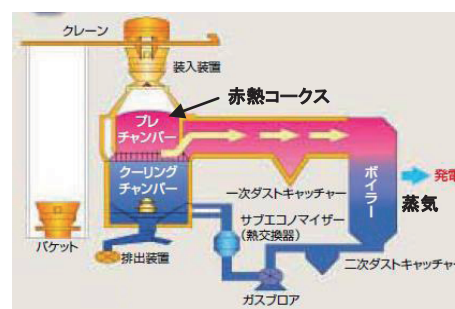 クレーン
装入装置
赤熱コークス
プレ
チャンバー
クーリング
チャンバー
ボイラー
発電
蒸気
一次ダストキャッチャー
サブエコノマイザー
(熱交換器)
バケット
排出装置
二次ダストキャッチャー
ガスブロア